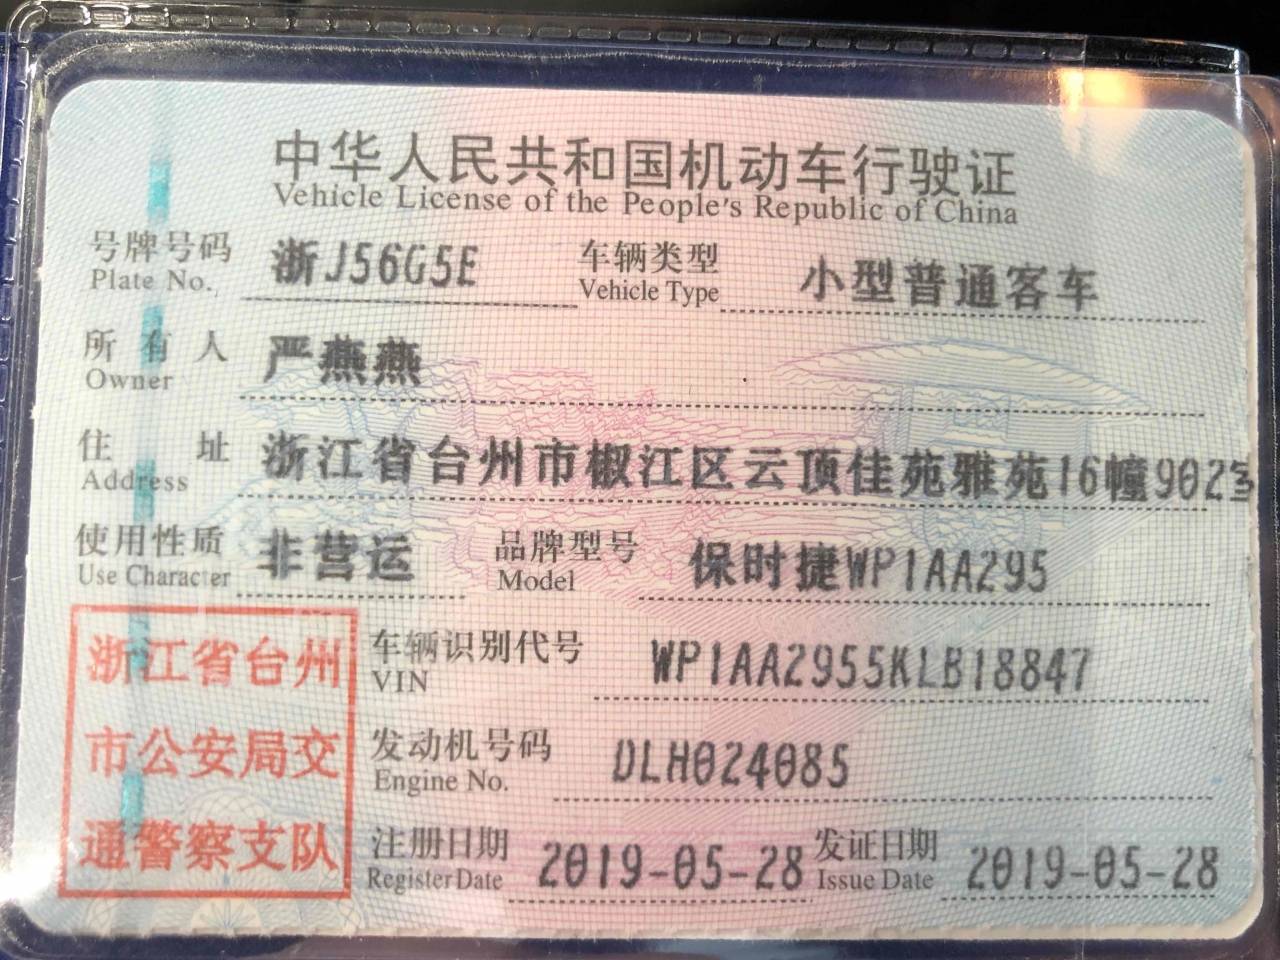 中华人民共和国机动车行驶证
Vehicle License of the People's Republic of China
号牌号码 浙J56G5E 车辆类型 小型普通客车
Plate No. Vehicle Type
所有人 严燕燕
Owner
住址 浙江省台州市椒江区云顶佳苑雅苑16幢902室
Address
使用性质 非营运 品牌型号 保时捷WP1AA295
Use Character Model
浙江省台州 车辆识别代号 WP1AA2955KLB18847
VIN
市公安局交 发动机号码 DLH024085
Engine No.
通警察支队 注册日期 2019-05-28 发证日期 2019-05-28
Register Date Issue Date